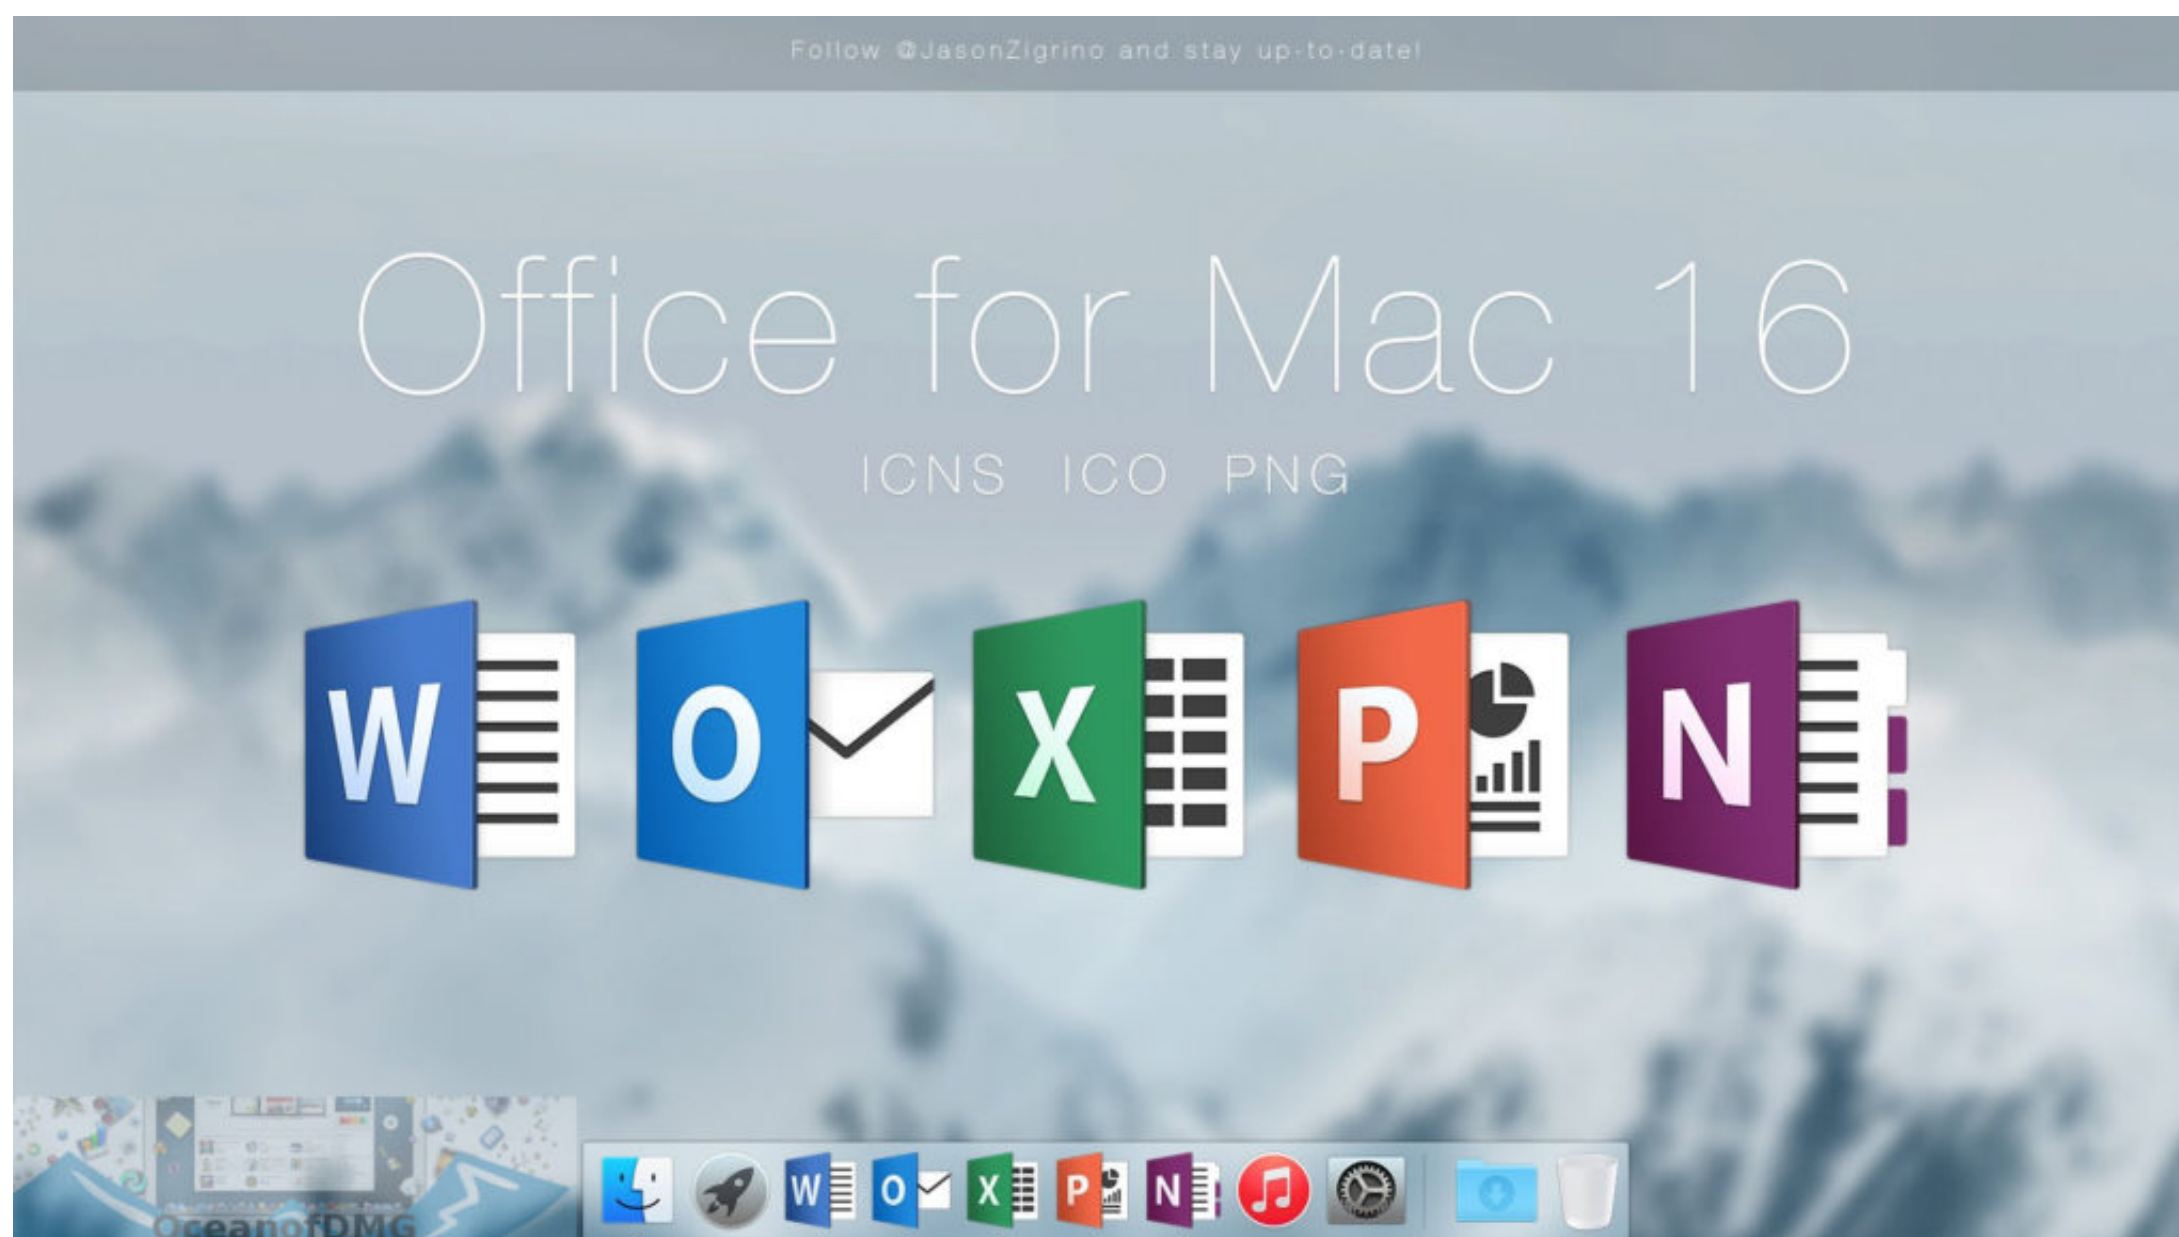 Follow @JasonZigrino and stay up-to-date!
Office for Mac 16
ICNS ICO PNG
W O X P N
W O X P N
OceanofDMG